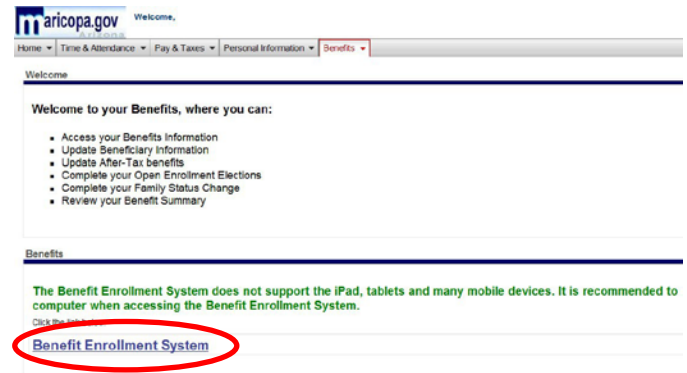 maricopa.gov Welcome,
Arizona
Home Time & Attendance Pay & Taxes Personal Information Benefits
Welcome
Welcome to your Benefits, where you can:
Access your Benefits Information
Update Beneficiary Information
Update After-Tax benefits
Complete your Open Enrollment Elections
Complete your Family Status Change
Review your Benefit Summary
Benefits
The Benefit Enrollment System does not support the iPad, tablets and many mobile devices. It is recommended to
computer when accessing the Benefit Enrollment System.
Click the
Benefit Enrollment System